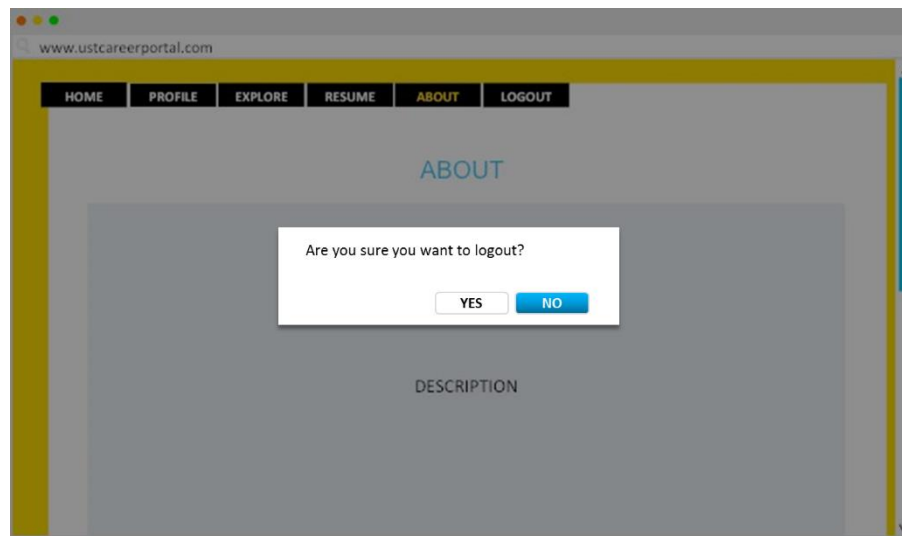 www.ustcareerportal.com
HOME PROFILE EXPLORE RESUME ABOUT LOGOUT
ABOUT
Are you sure you want to logout?
YES NO
DESCRIPTION